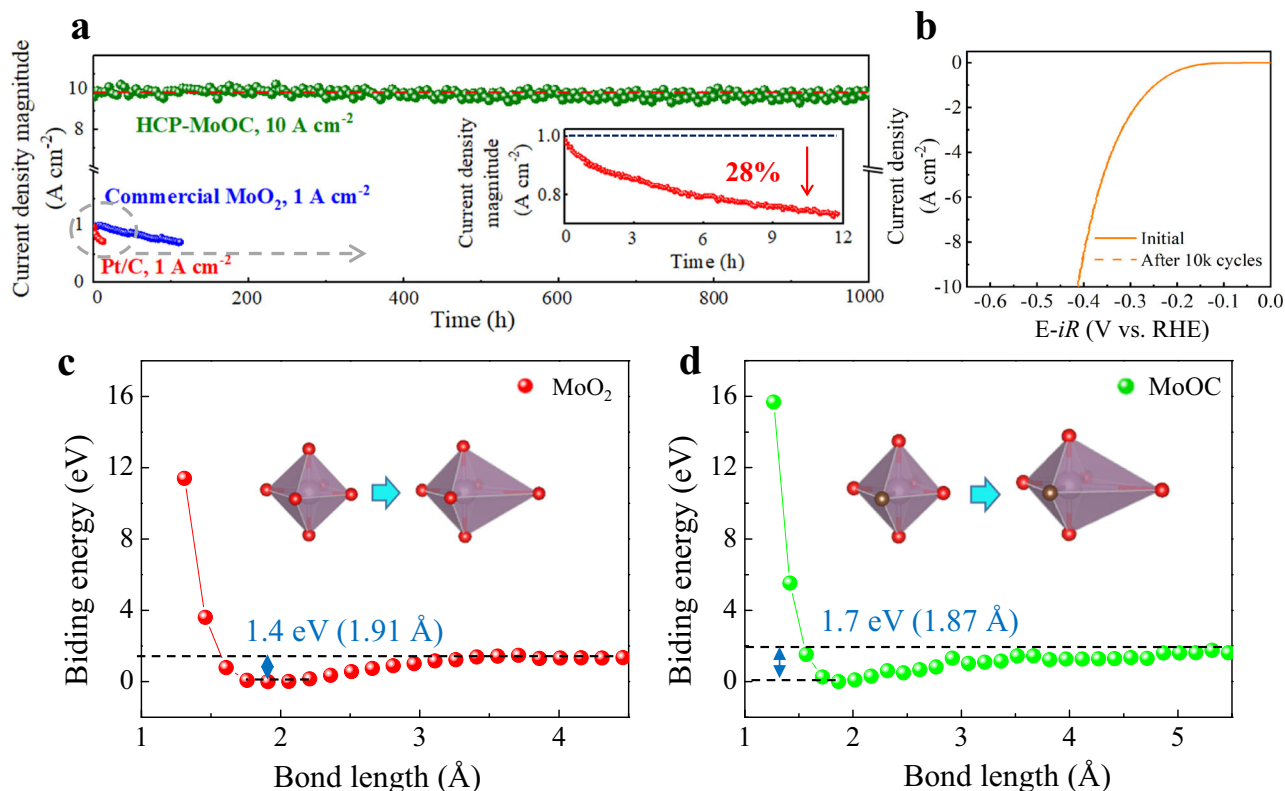 a
Current density magnitude
(A cm⁻²)
10
8
1
0
HCP-MoOC, 10 A cm⁻²
Commercial MoO₂, 1 A cm⁻²
Pt/C, 1 A cm⁻²
0 200 400 600 800 1000
Time (h)
Current density
magnitude
(A cm⁻²)
1.0
0.8
28%
0 3 6 9 12
Time (h)
b
Current density
(A cm⁻²)
0
-2
-4
-6
-8
-10
Initial
After 10k cycles
-0.6 -0.5 -0.4 -0.3 -0.2 -0.1 0.0
E-iR (V vs. RHE)
c
Biding energy (eV)
16
12
8
4
0
MoO₂
1.4 eV (1.91 Å)
1 2 3 4
Bond length (Å)
d
Biding energy (eV)
16
12
8
4
0
MoOC
1.7 eV (1.87 Å)
1 2 3 4 5
Bond length (Å)